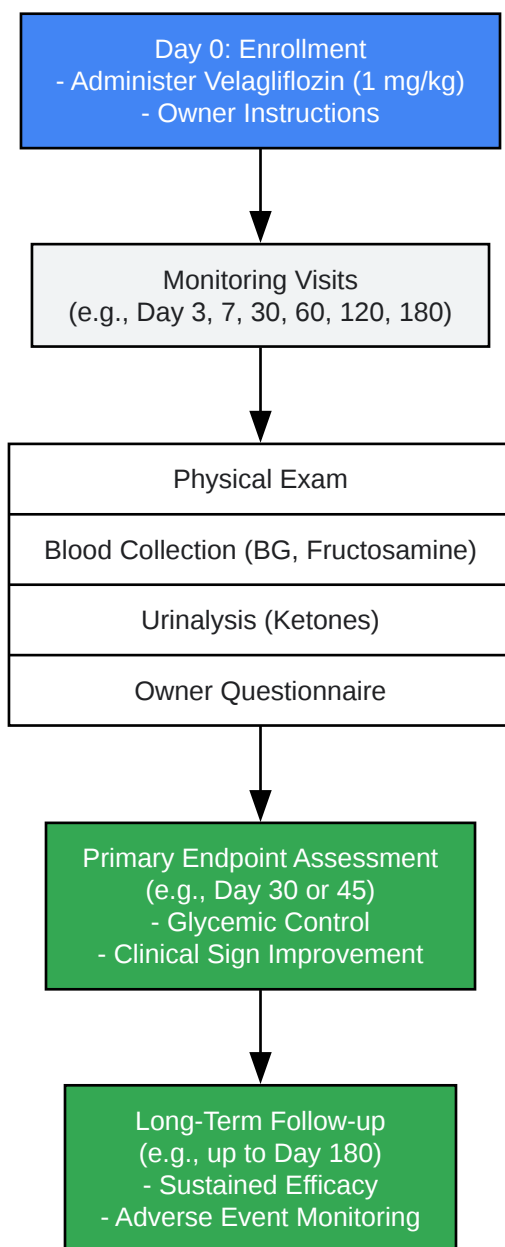 Day 0: Enrollment
- Administer Velagliflozin (1 mg/kg)
- Owner Instructions
Monitoring Visits
(e.g., Day 3, 7, 30, 60, 120, 180)
Physical Exam
Blood Collection (BG, Fructosamine)
Urinalysis (Ketones)
Owner Questionnaire
Primary Endpoint Assessment
(e.g., Day 30 or 45)
- Glycemic Control
- Clinical Sign Improvement
Long-Term Follow-up
(e.g., up to Day 180)
- Sustained Efficacy
- Adverse Event Monitoring